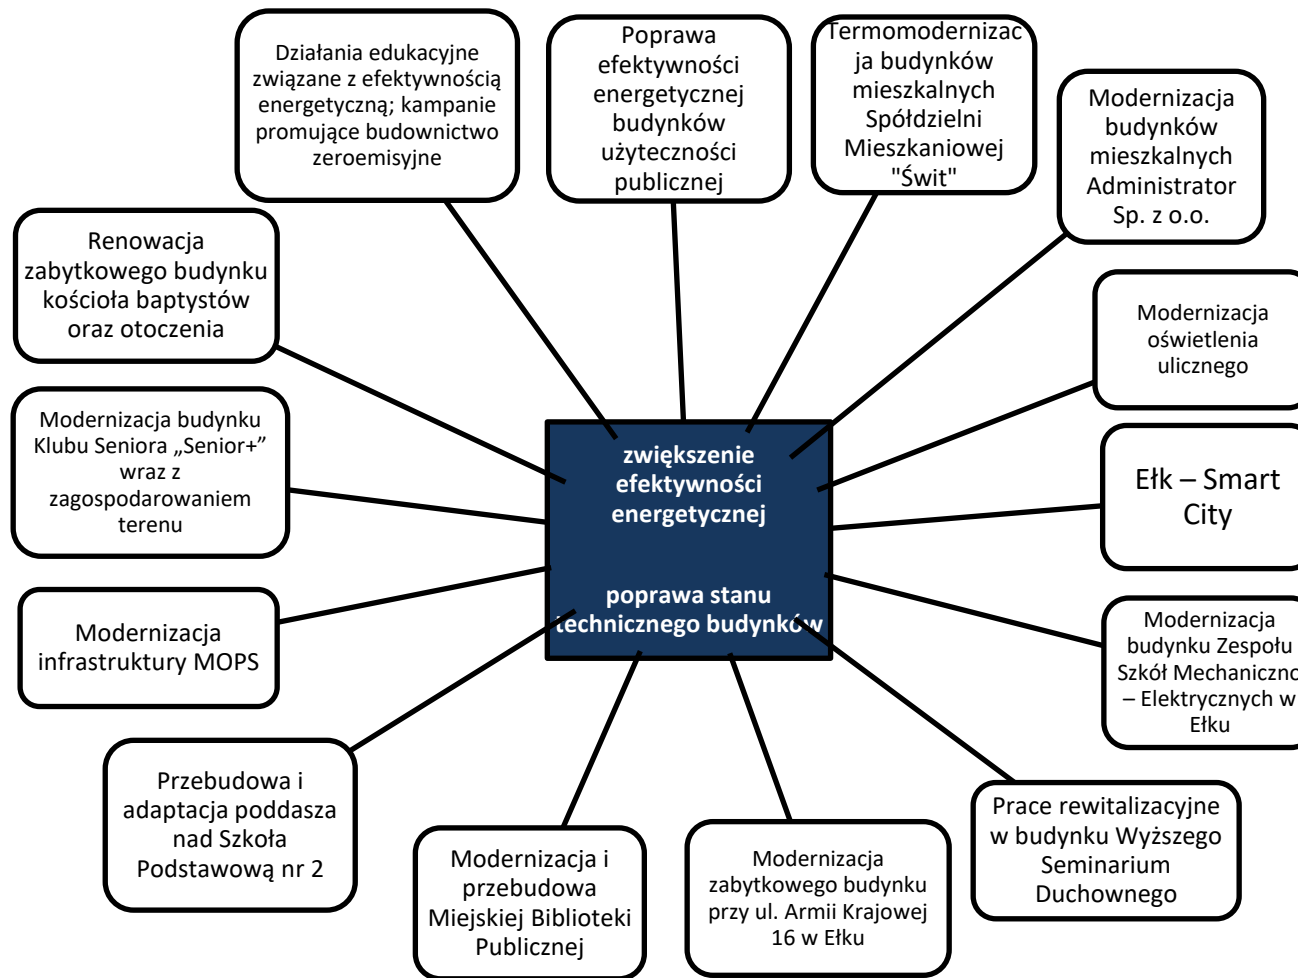 Działania edukacyjne
związane z efektywnością
energetyczną; kampanie
promujące budownictwo
zeroemisyjne
Poprawa
efektywności
energetycznej
budynków
użyteczności
publicznej
Termomodernizac
ja budynków
mieszkalnych
Spółdzielni
Mieszkaniowej
"Świt"
Modernizacja
budynków
mieszkalnych
Administrator
Sp. z o.o.
Renowacja
zabytkowego budynku
kościoła baptystów
oraz otoczenia
Modernizacja
oświetlenia
ulicznego
Modernizacja budynku
Klubu Seniora „Senior+”
wraz z
zagospodarowaniem
terenu
zwiększenie
efektywności
energetycznej
poprawa stanu
technicznego budynków
Ełk – Smart
City
Modernizacja
infrastruktury MOPS
Modernizacja
budynku Zespołu
Szkół Mechaniczno
– Elektrycznych w
Ełku
Przebudowa i
adaptacja poddasza
nad Szkoła
Podstawową nr 2
Modernizacja i
przebudowa
Miejskiej Biblioteki
Publicznej
Modernizacja
zabytkowego budynku
przy ul. Armii Krajowej
16 w Ełku
Prace rewitalizacyjne
w budynku Wyższego
Seminarium
Duchownego